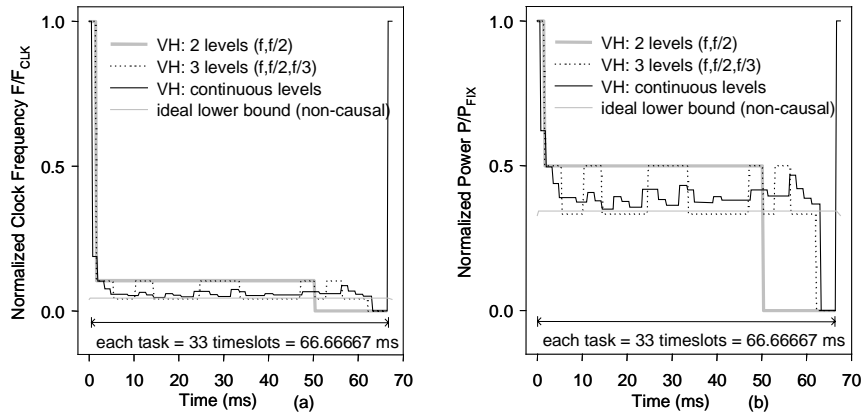 Normalized Clock Frequency F/F_CLK
1.0
0.5
0.0
VH: 2 levels (f,f/2)
VH: 3 levels (f,f/2,f/3)
VH: continuous levels
ideal lower bound (non-causal)
each task = 33 timeslots = 66.66667 ms
0 10 20 30 40 50 60 70
Time (ms) (a)
Normalized Power P/P_FIX
1.0
0.5
0.0
VH: 2 levels (f,f/2)
VH: 3 levels (f,f/2,f/3)
VH: continuous levels
ideal lower bound (non-causal)
each task = 33 timeslots = 66.66667 ms
0 10 20 30 40 50 60 70
Time (ms) (b)